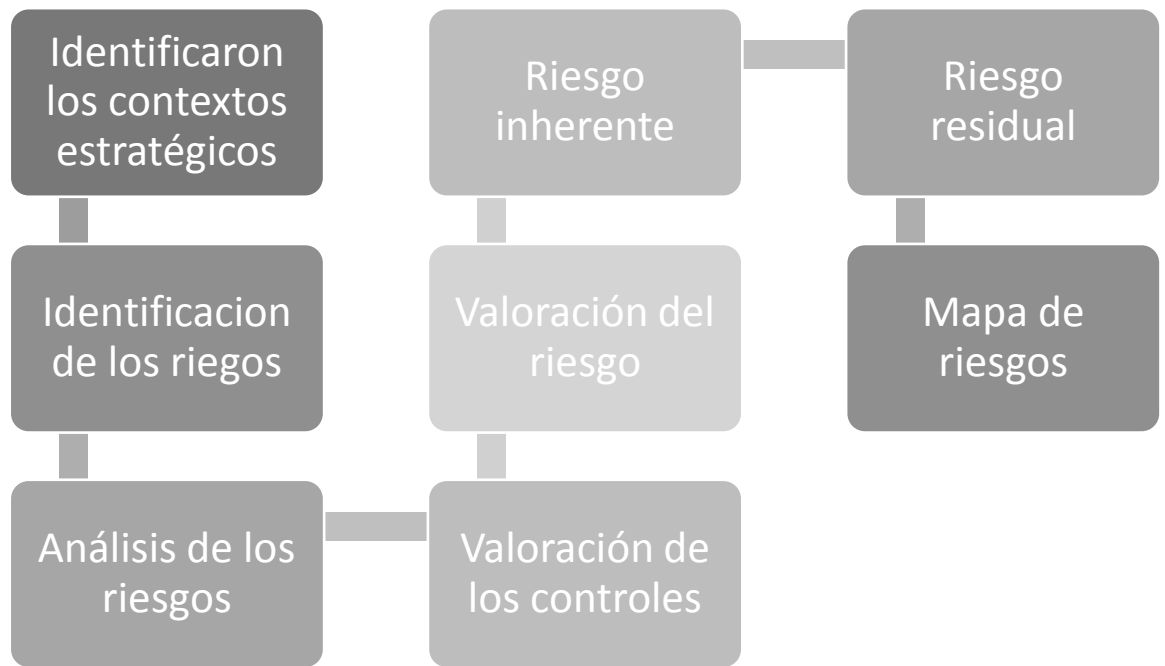 Identificaron
los contextos
estratégicos
Identificacion
de los riegos
Análisis de los
riesgos
Valoración de
los controles
Valoración del
riesgo
Riesgo
inherente
Riesgo
residual
Mapa de
riesgos